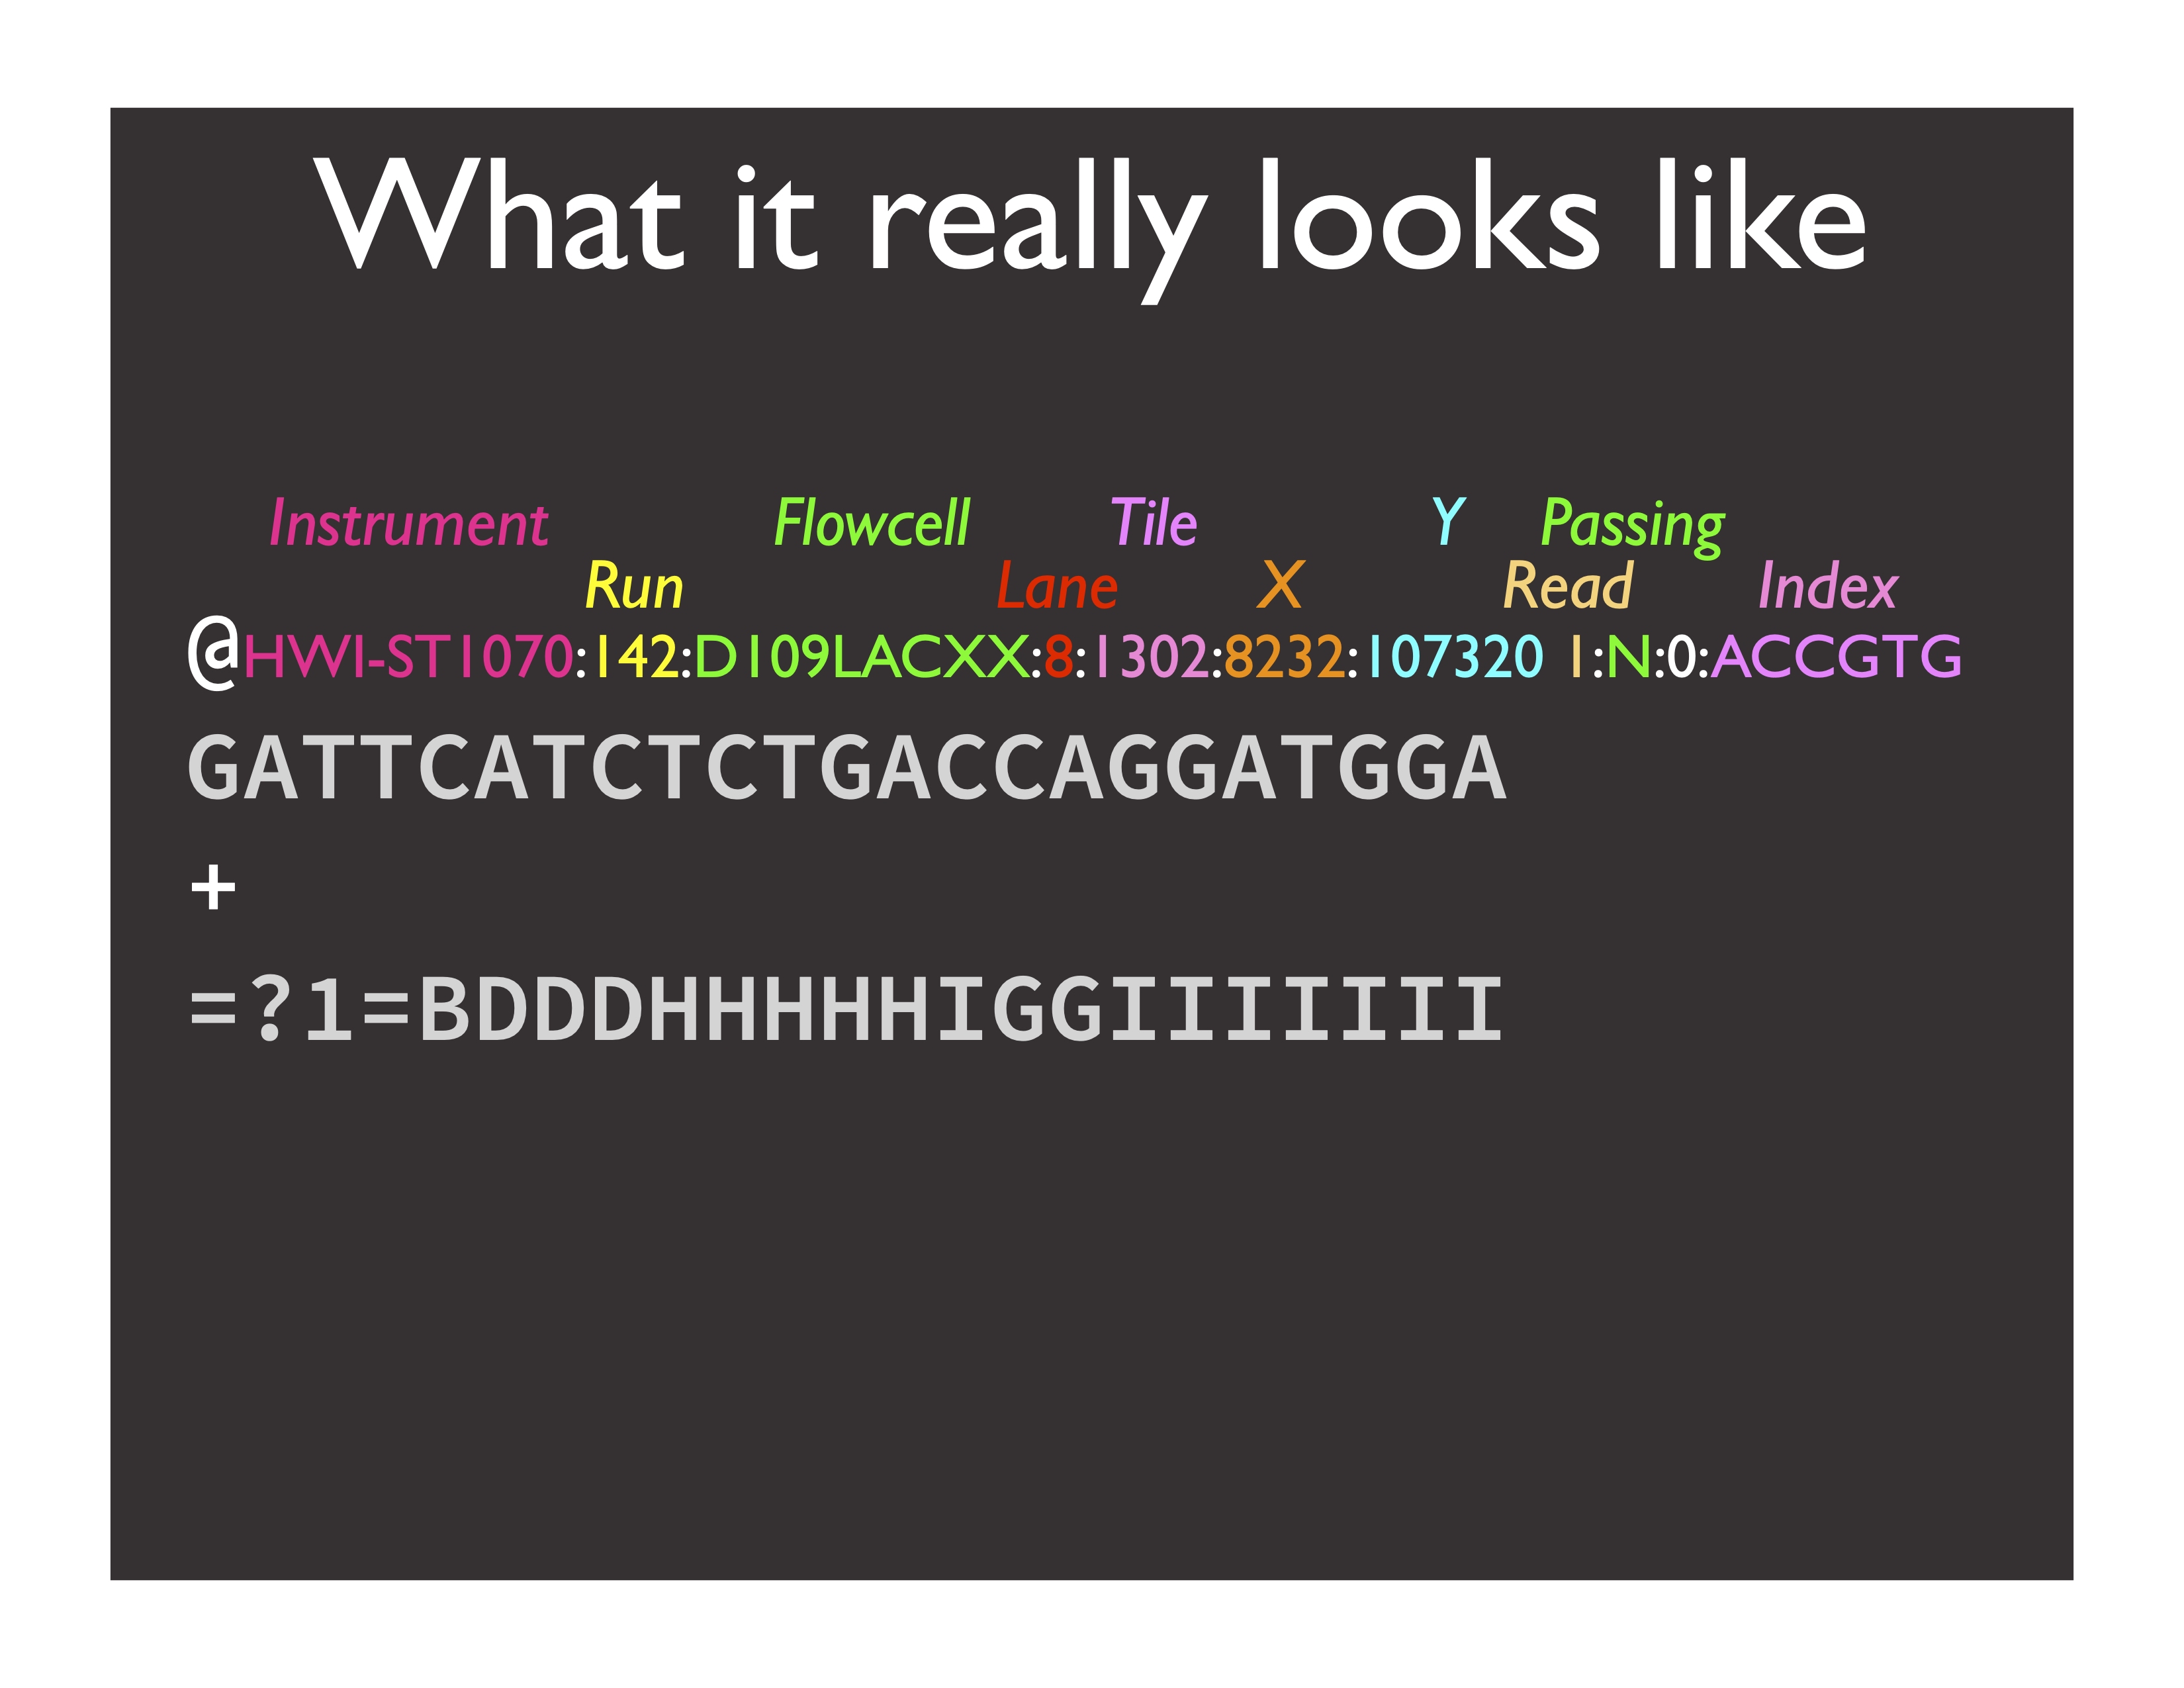 What it really looks like
Instrument Flowcell Tile Y Passing
Run Lane X Read Index
@HWI-ST1070:142:D109LACXX:8:1302:8232:107320 1:N:0:ACCGTG
GATTCATCTCTGACCAGGATGGA
+
=?1=BDDDHHHHHIGGIIIIIII